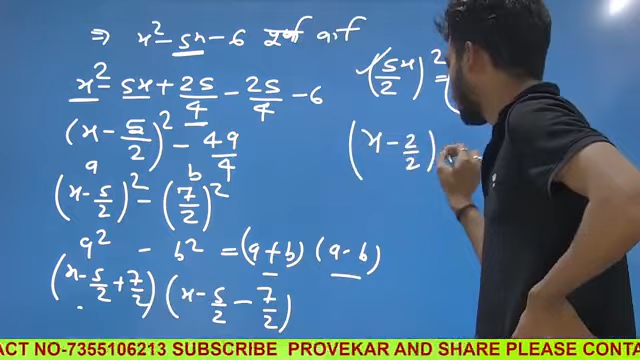 ⇒ x² - 5x - 6 पूर्ण वर्ग
x² - 5x + 25/4 - 25/4 - 6
(5x/2)² = (
(x - 5/2)² - 49/4
(x - 2/2)
a b
(x - 5/2)² - (7/2)²
a² - b² = (a + b) (a - b)
(x - 5/2 + 7/2) (x - 5/2 - 7/2)
ACT NO-7355106213 SUBSCRIBE PROVEKAR AND SHARE PLEASE CONTA